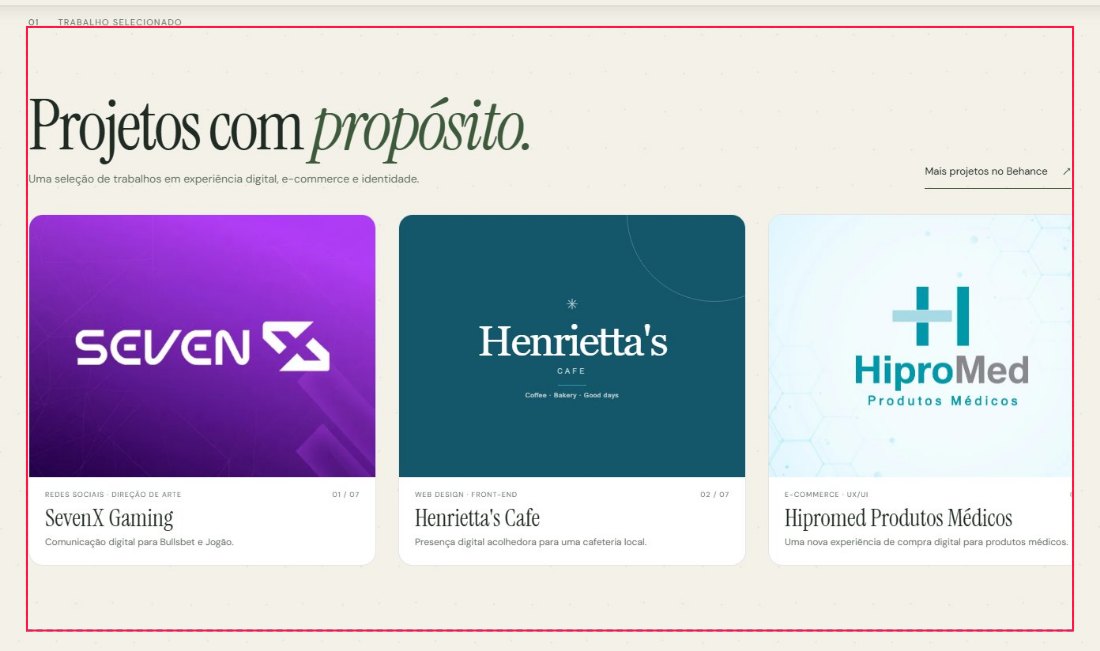 01 TRABALHO SELECIONADO
Projetos com propósito.
Uma seleção de trabalhos em experiência digital, e-commerce e identidade.
Mais projetos no Behance ↗
SEVEN X
Henrietta's
CAFE
Coffee · Bakery · Good days
HiproMed
Produtos Médicos
REDES SOCIAIS · DIREÇÃO DE ARTE 01 / 07
SevenX Gaming
Comunicação digital para Bullsbet e Jogão.
WEB DESIGN · FRONT-END 02 / 07
Henrietta's Cafe
Presença digital acolhedora para uma cafeteria local.
E-COMMERCE · UX/UI
Hipromed Produtos Médicos
Uma nova experiência de compra digital para produtos médicos.